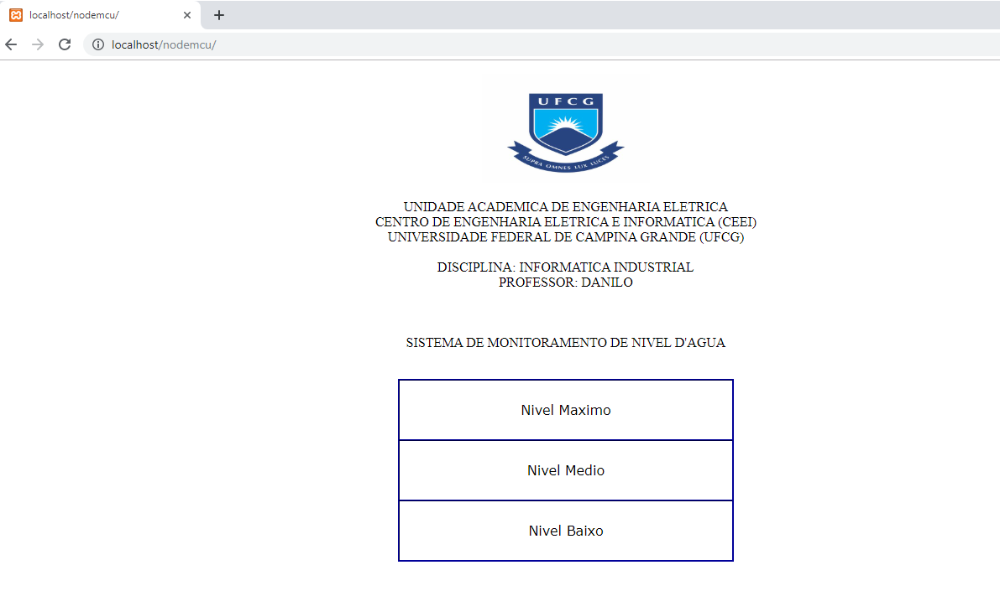 localhost/nodemcu/
localhost/nodemcu/
UFCG
SUPRA OMNES LUX LUCES
UNIDADE ACADEMICA DE ENGENHARIA ELETRICA
CENTRO DE ENGENHARIA ELETRICA E INFORMATICA (CEEI)
UNIVERSIDADE FEDERAL DE CAMPINA GRANDE (UFCG)
DISCIPLINA: INFORMATICA INDUSTRIAL
PROFESSOR: DANILO
SISTEMA DE MONITORAMENTO DE NIVEL D'AGUA
Nivel Maximo
Nivel Medio
Nivel Baixo